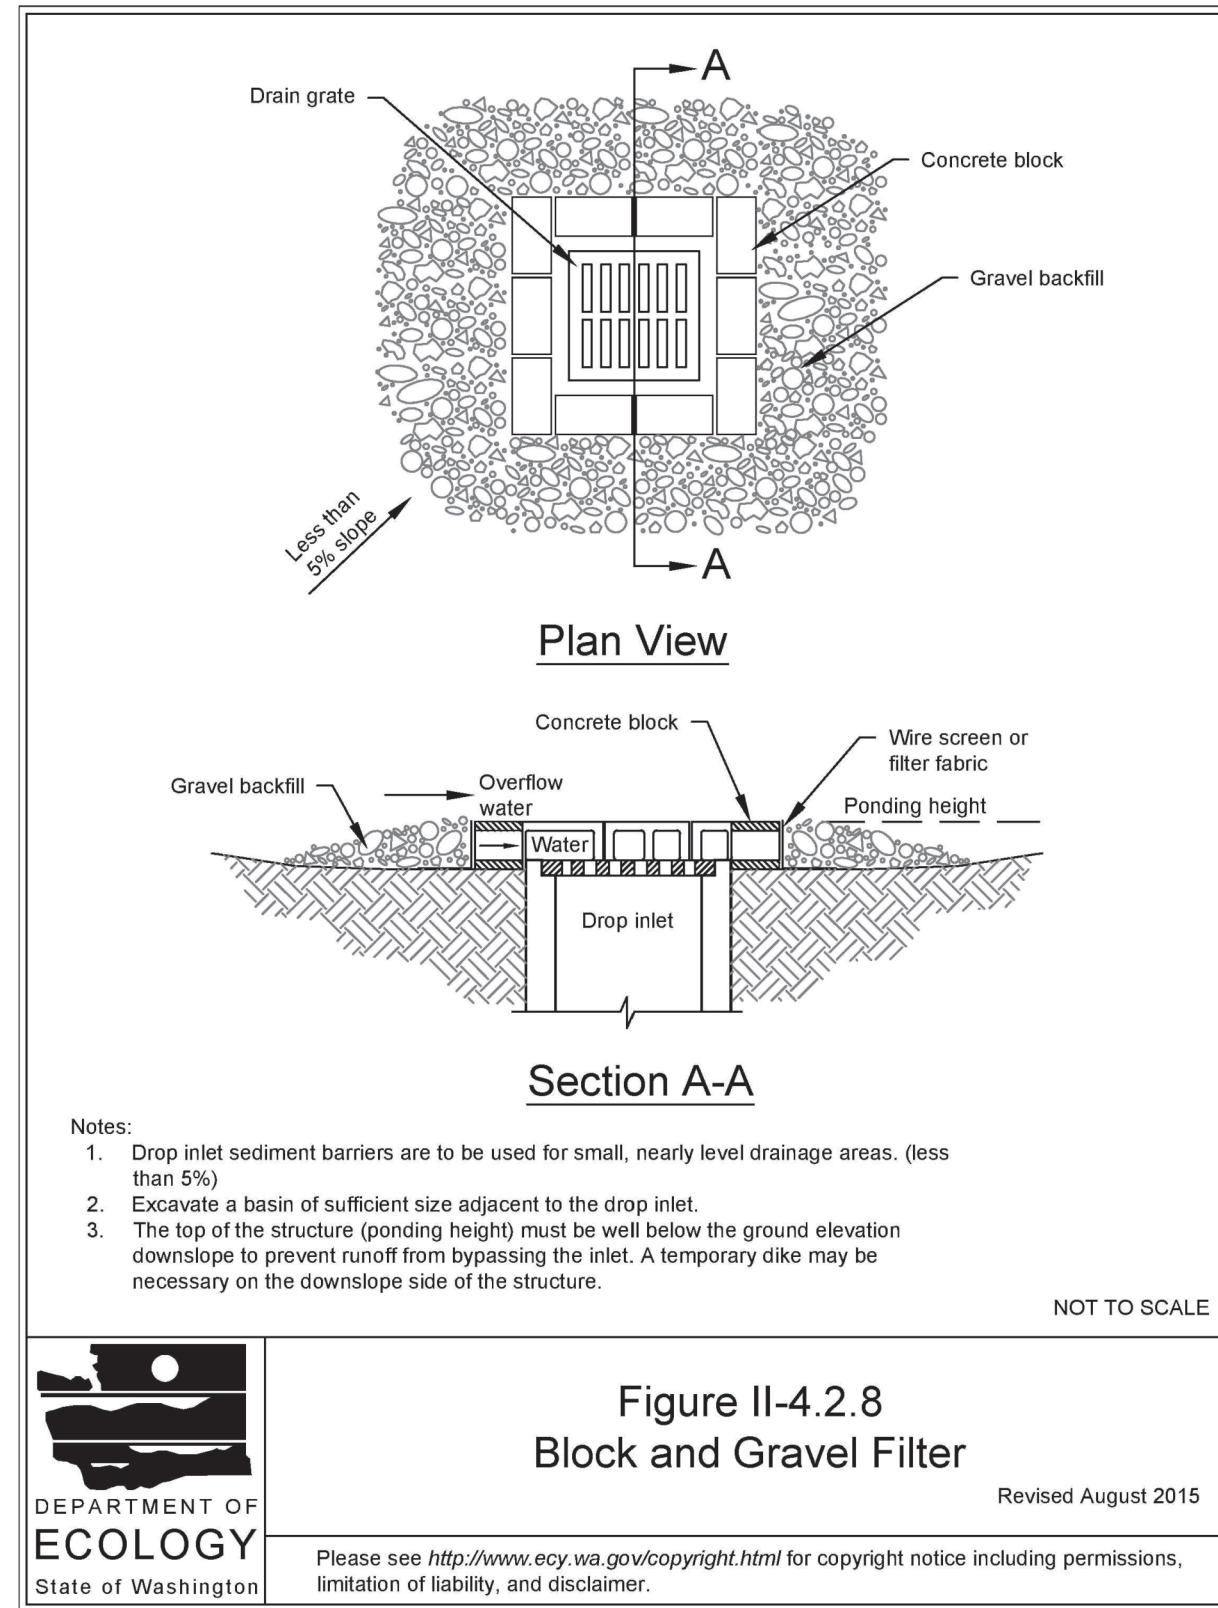 A
Drain grate
Concrete block
Gravel backfill
Less than
5% slope
A
Plan View
Concrete block
Wire screen or
filter fabric
Gravel backfill
Overflow
water
Ponding height
Water
Drop inlet
Section A-A
Notes:
1. Drop inlet sediment barriers are to be used for small, nearly level drainage areas. (less
than 5%)
2. Excavate a basin of sufficient size adjacent to the drop inlet.
3. The top of the structure (ponding height) must be well below the ground elevation
downslope to prevent runoff from bypassing the inlet. A temporary dike may be
necessary on the downslope side of the structure.
NOT TO SCALE
Figure II-4.2.8
Block and Gravel Filter
Revised August 2015
DEPARTMENT OF
ECOLOGY
State of Washington
Please see http://www.ecy.wa.gov/copyright.html for copyright notice including permissions,
limitation of liability, and disclaimer.